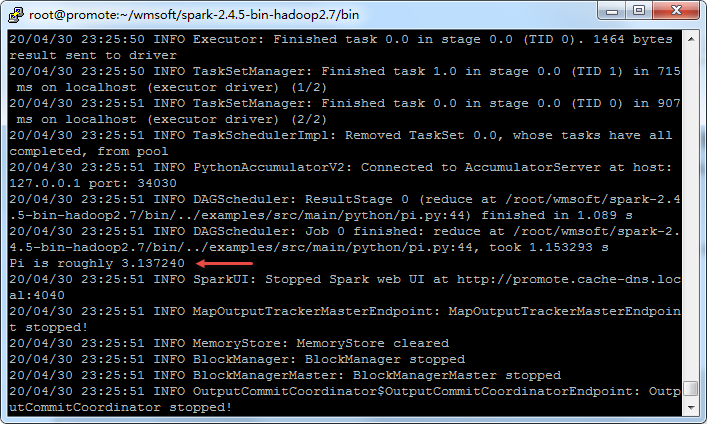 root@promote:~/wmsoft/spark-2.4.5-bin-hadoop2.7/bin
20/04/30 23:25:50 INFO Executor: Finished task 0.0 in stage 0.0 (TID 0). 1464 bytes
result sent to driver
20/04/30 23:25:51 INFO TaskSetManager: Finished task 1.0 in stage 0.0 (TID 1) in 715
ms on localhost (executor driver) (1/2)
20/04/30 23:25:51 INFO TaskSetManager: Finished task 0.0 in stage 0.0 (TID 0) in 907
ms on localhost (executor driver) (2/2)
20/04/30 23:25:51 INFO TaskSchedulerImpl: Removed TaskSet 0.0, whose tasks have all
completed, from pool
20/04/30 23:25:51 INFO PythonAccumulatorV2: Connected to AccumulatorServer at host:
127.0.0.1 port: 34030
20/04/30 23:25:51 INFO DAGScheduler: ResultStage 0 (reduce at /root/wmsoft/spark-2.4
.5-bin-hadoop2.7/bin/../examples/src/main/python/pi.py:44) finished in 1.089 s
20/04/30 23:25:51 INFO DAGScheduler: Job 0 finished: reduce at /root/wmsoft/spark-2.
4.5-bin-hadoop2.7/bin/../examples/src/main/python/pi.py:44, took 1.153293 s
Pi is roughly 3.137240
20/04/30 23:25:51 INFO SparkUI: Stopped Spark web UI at http://promote.cache-dns.loc
al:4040
20/04/30 23:25:51 INFO MapOutputTrackerMasterEndpoint: MapOutputTrackerMasterEndpoin
t stopped!
20/04/30 23:25:51 INFO MemoryStore: MemoryStore cleared
20/04/30 23:25:51 INFO BlockManager: BlockManager stopped
20/04/30 23:25:51 INFO BlockManagerMaster: BlockManagerMaster stopped
20/04/30 23:25:51 INFO OutputCommitCoordinator$OutputCommitCoordinatorEndpoint: Outp
utCommitCoordinator stopped!